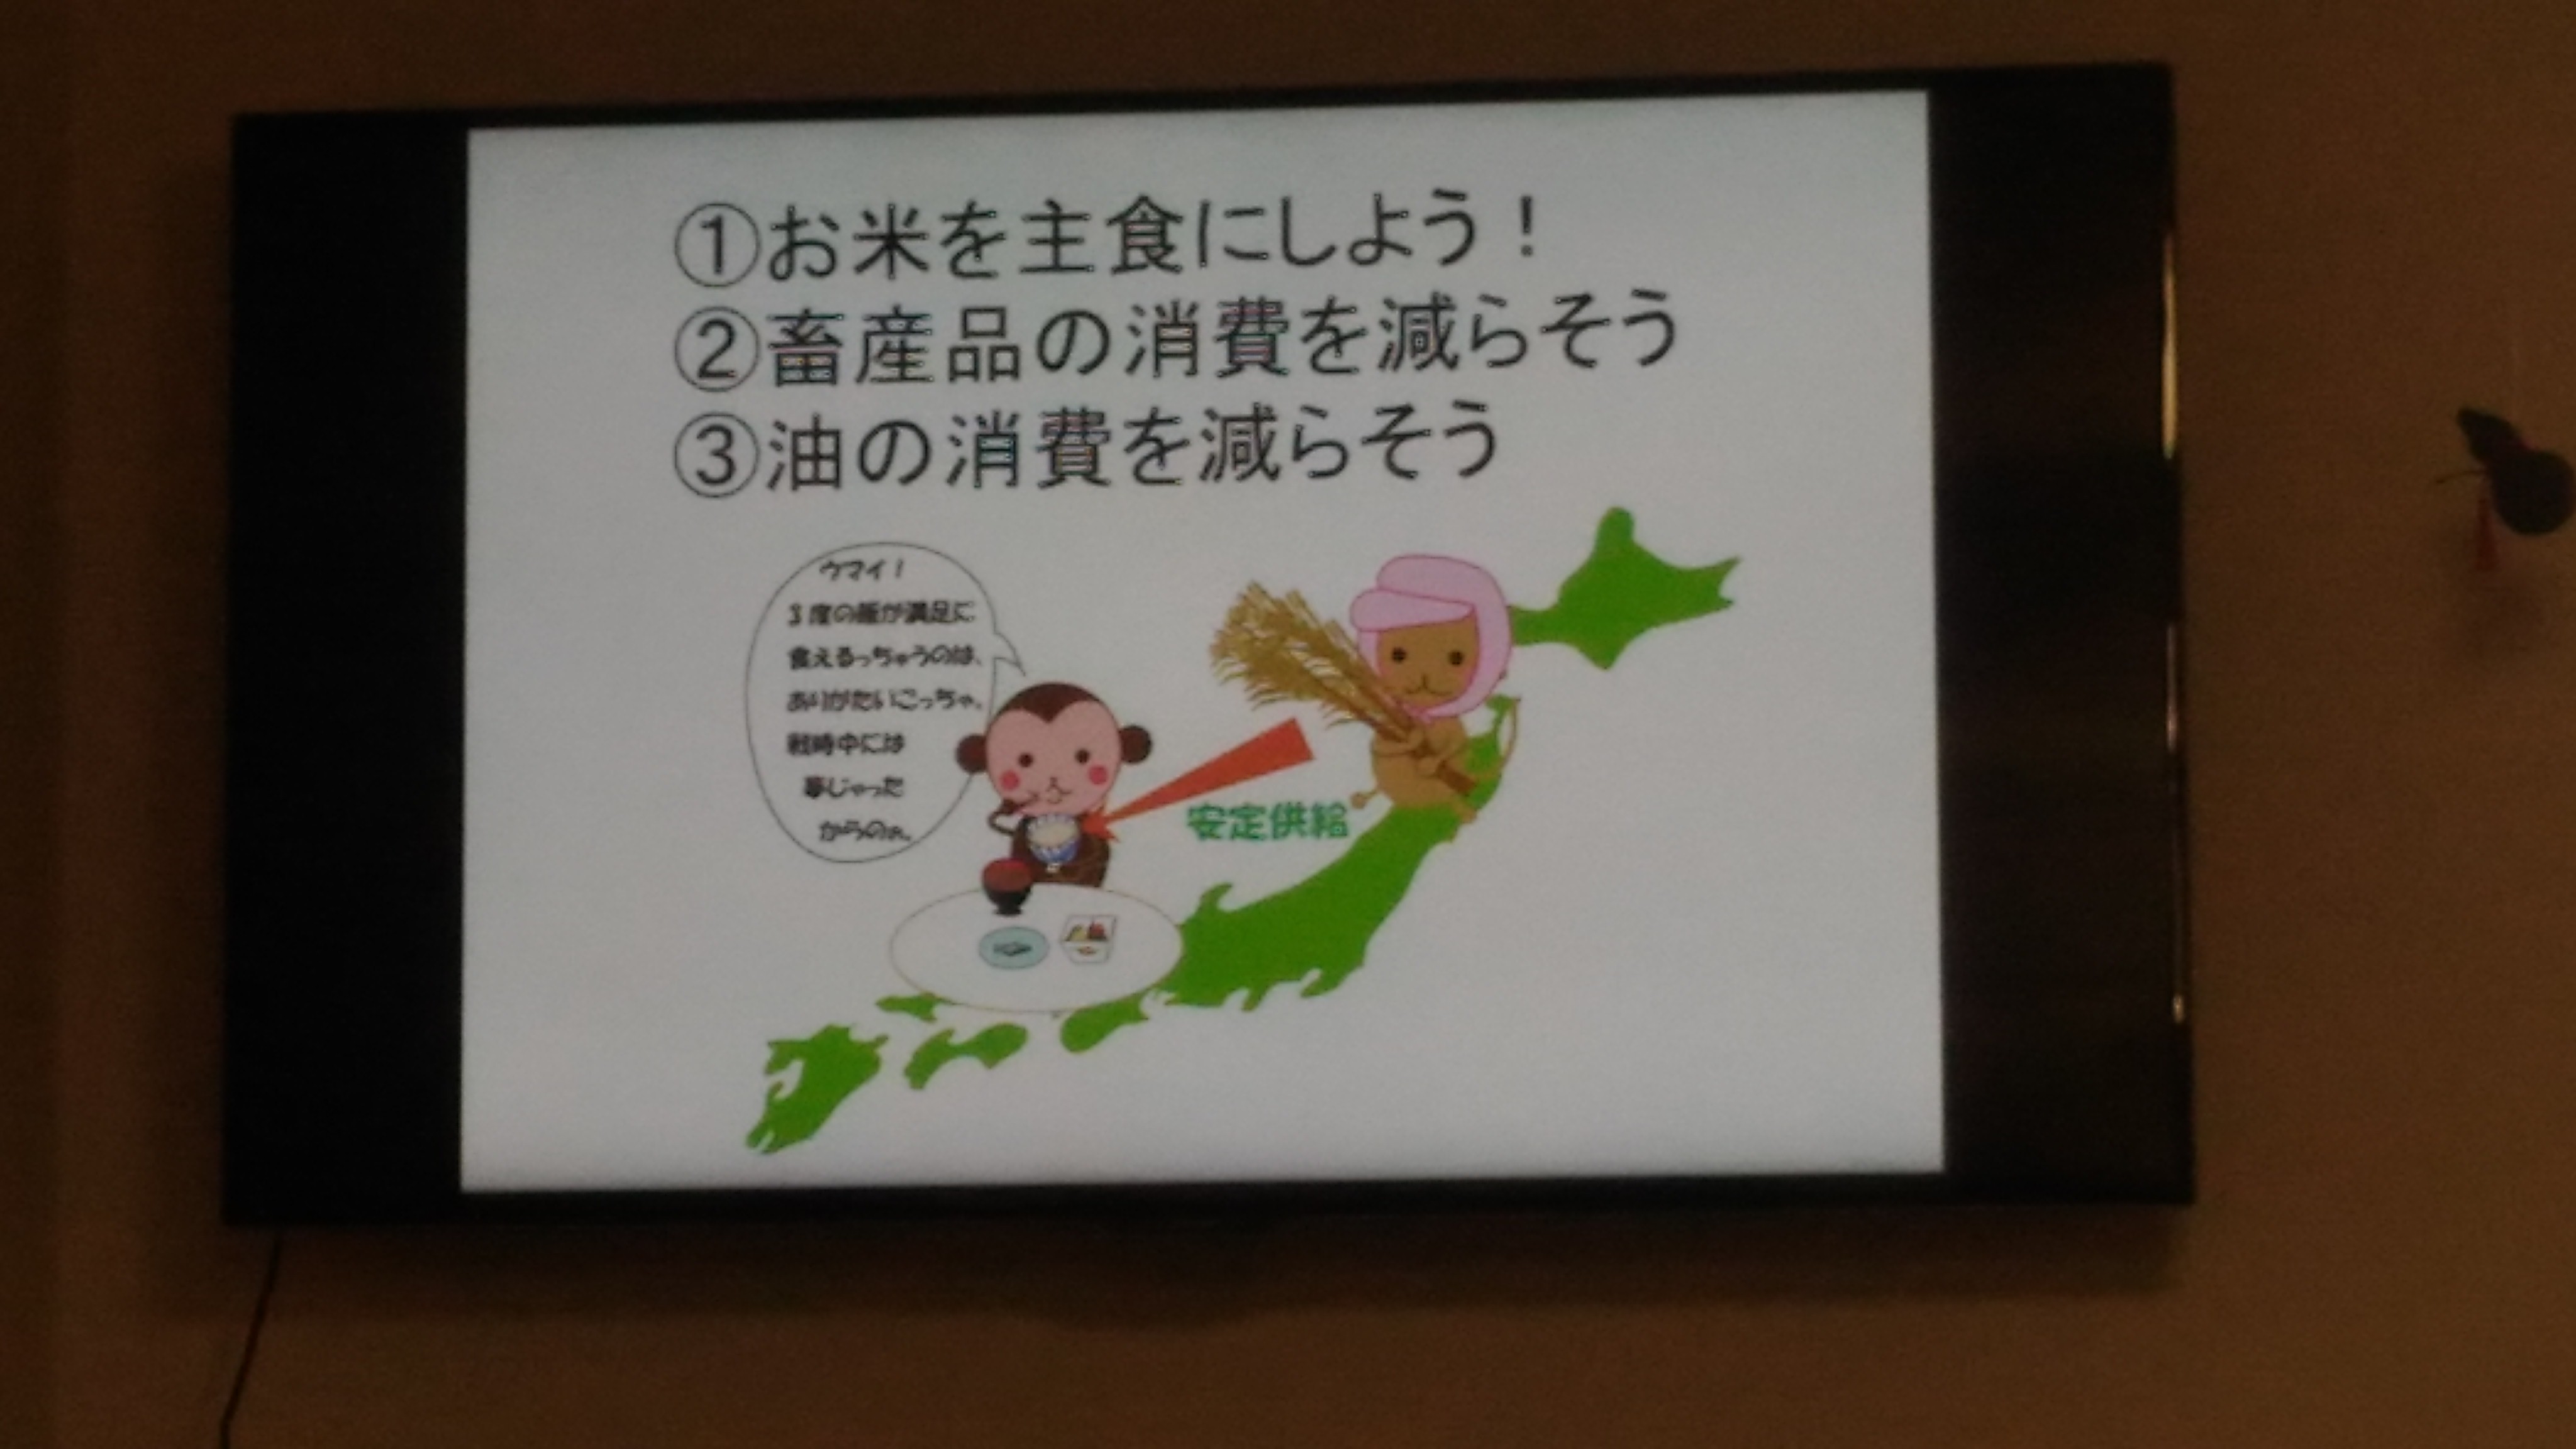 ①お米を主食にしよう！
②畜産品の消費を減らそう
③油の消費を減らそう
ウマイ！
３度の飯が満足に
食えるっちゅうのは、
ありがたいこっちゃ。
戦時中には
夢じゃった
からのぉ。
安定供給